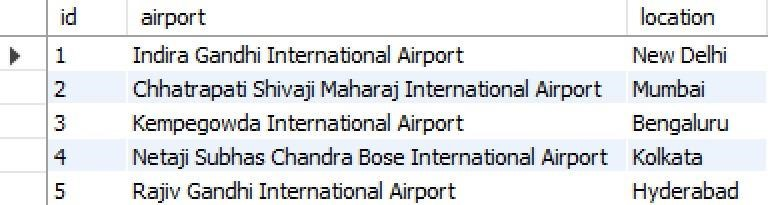 id airport location
1 Indira Gandhi International Airport New Delhi
2 Chhatrapati Shivaji Maharaj International Airport Mumbai
3 Kempegowda International Airport Bengaluru
4 Netaji Subhas Chandra Bose International Airport Kolkata
5 Rajiv Gandhi International Airport Hyderabad